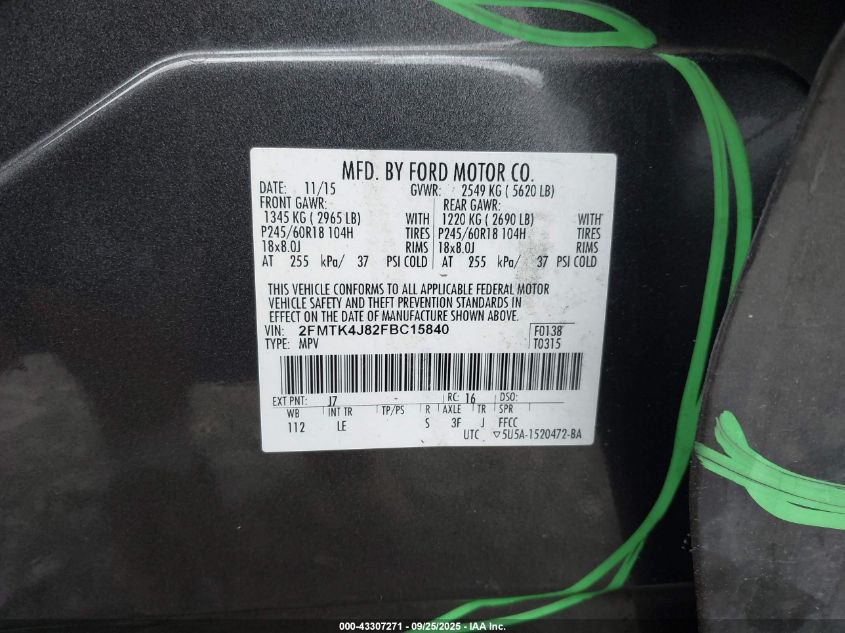 MFD. BY FORD MOTOR CO.
DATE: 11/15 GVWR: 2549 KG ( 5620 LB)
FRONT GAWR: REAR GAWR:
1345 KG ( 2965 LB) WITH 1220 KG ( 2690 LB) WITH
P245/60R18 104H TIRES P245/60R18 104H TIRES
18x8.0J RIMS 18x8.0J RIMS
AT 255 kPa/ 37 PSI COLD AT 255 kPa/ 37 PSI COLD
THIS VEHICLE CONFORMS TO ALL APPLICABLE FEDERAL MOTOR
VEHICLE SAFETY AND THEFT PREVENTION STANDARDS IN
EFFECT ON THE DATE OF MANUFACTURE SHOWN ABOVE.
VIN: 2FMTK4J82FBC15840 F0138
TYPE: MPV T0315
EXT PNT: J7 RC: 16 DSO:
WB INT TR TP/PS R AXLE TR SPR
112 LE S 3F J FFCC
UTC ▽5U5A-1520472-BA
000-43307271 - 09/25/2025 - IAA Inc.